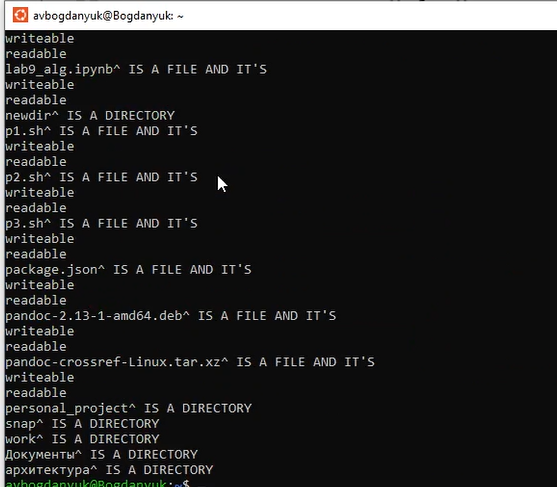 avbogdanyuk@Bogdanyuk: ~
writeable
readable
lab9_alg.ipynb^ IS A FILE AND IT'S
writeable
readable
newdir^ IS A DIRECTORY
p1.sh^ IS A FILE AND IT'S
writeable
readable
p2.sh^ IS A FILE AND IT'S
writeable
readable
p3.sh^ IS A FILE AND IT'S
writeable
readable
package.json^ IS A FILE AND IT'S
writeable
readable
pandoc-2.13-1-amd64.deb^ IS A FILE AND IT'S
writeable
readable
pandoc-crossref-Linux.tar.xz^ IS A FILE AND IT'S
writeable
readable
personal_project^ IS A DIRECTORY
snap^ IS A DIRECTORY
work^ IS A DIRECTORY
Документы^ IS A DIRECTORY
архитектура^ IS A DIRECTORY
avbogdanyuk@Bogdanyuk:~$